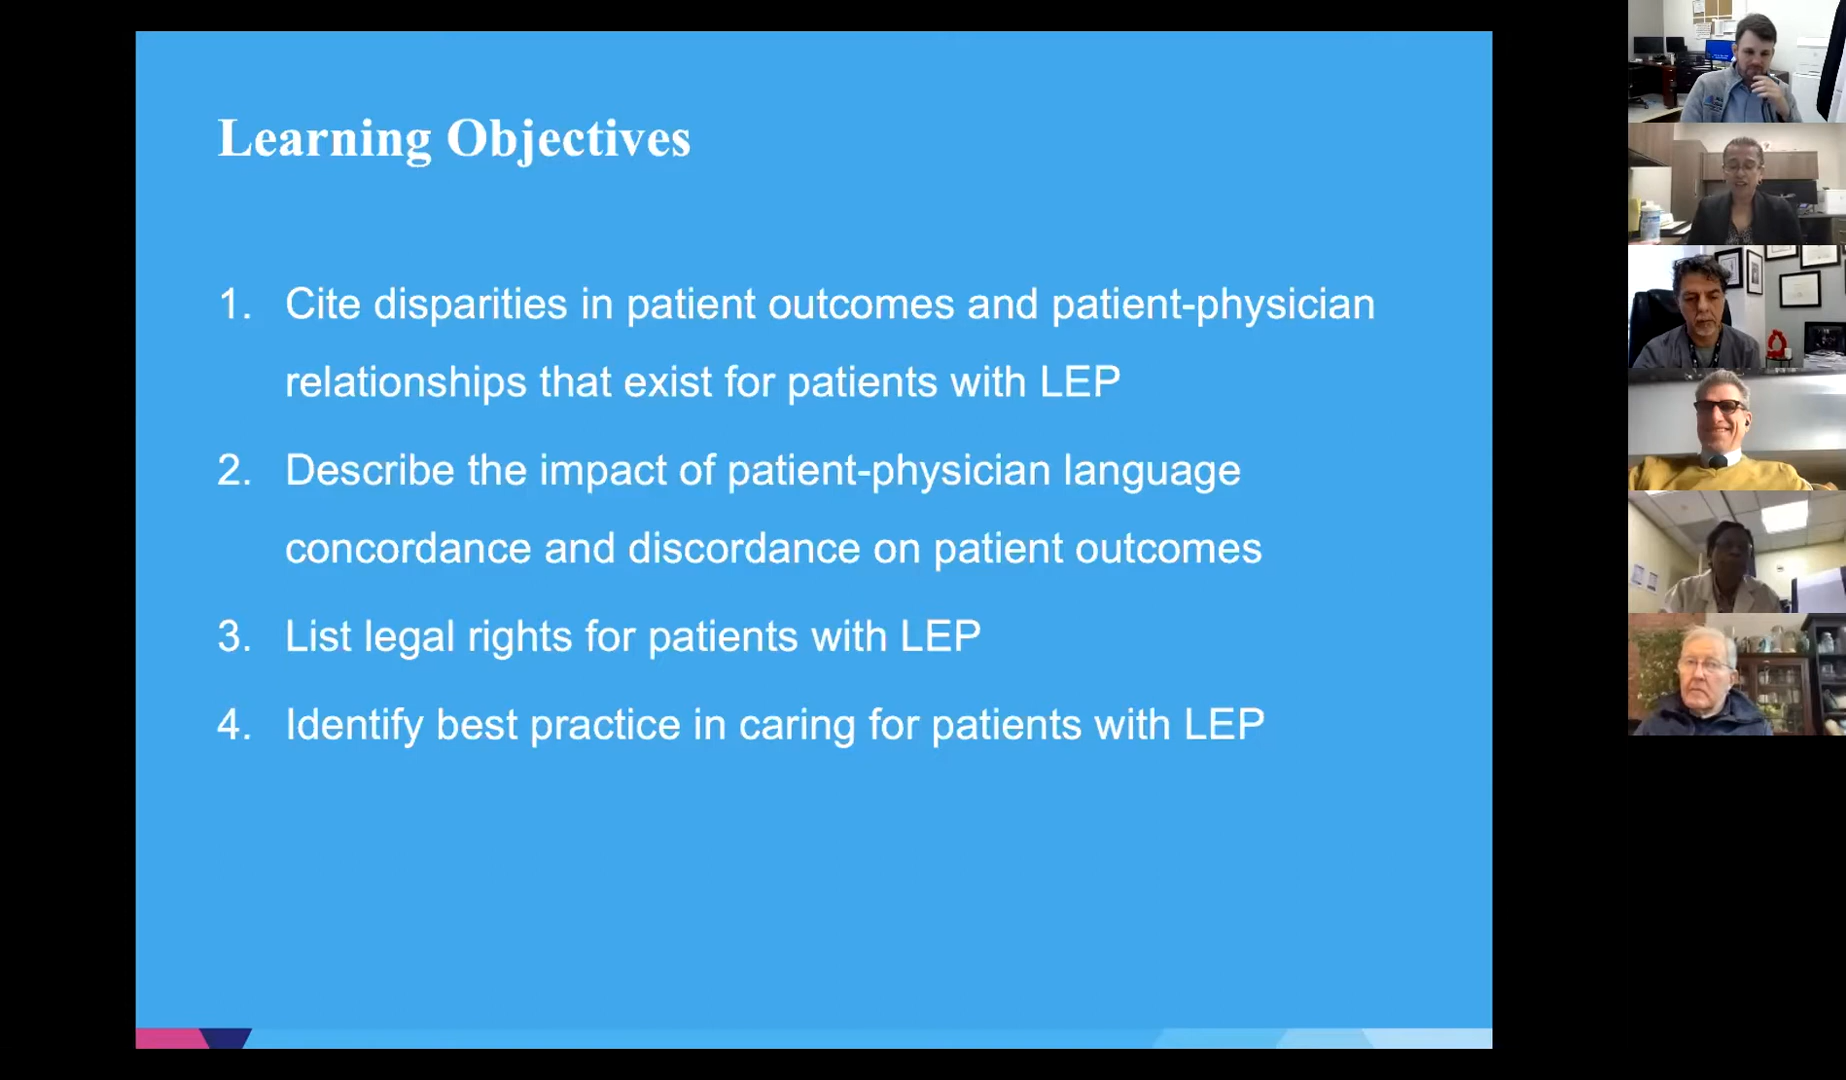 Learning Objectives
1. Cite disparities in patient outcomes and patient-physician
relationships that exist for patients with LEP
2. Describe the impact of patient-physician language
concordance and discordance on patient outcomes
3. List legal rights for patients with LEP
4. Identify best practice in caring for patients with LEP